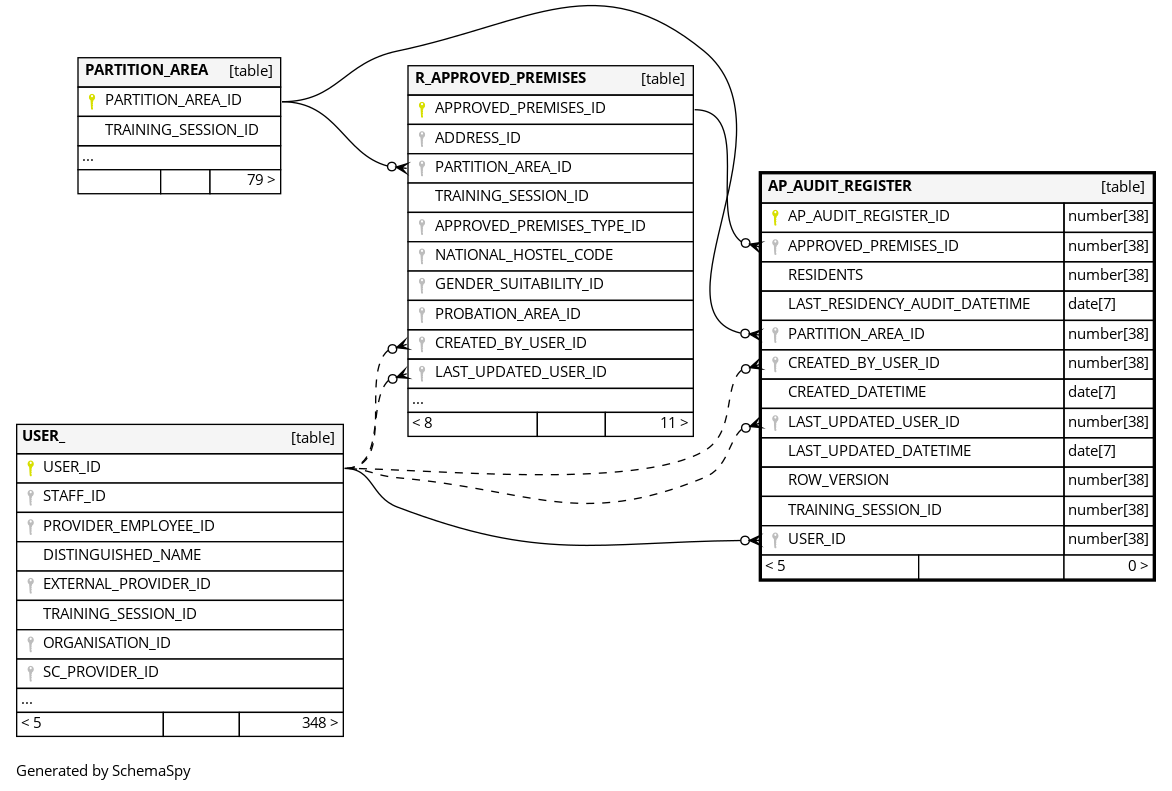 PARTITION_AREA [table]
PARTITION_AREA_ID
TRAINING_SESSION_ID
...
79 >
R_APPROVED_PREMISES [table]
APPROVED_PREMISES_ID
ADDRESS_ID
PARTITION_AREA_ID
TRAINING_SESSION_ID
APPROVED_PREMISES_TYPE_ID
NATIONAL_HOSTEL_CODE
GENDER_SUITABILITY_ID
PROBATION_AREA_ID
CREATED_BY_USER_ID
LAST_UPDATED_USER_ID
...
< 8 11 >
AP_AUDIT_REGISTER [table]
AP_AUDIT_REGISTER_ID number[38]
APPROVED_PREMISES_ID number[38]
RESIDENTS number[38]
LAST_RESIDENCY_AUDIT_DATETIME date[7]
PARTITION_AREA_ID number[38]
CREATED_BY_USER_ID number[38]
CREATED_DATETIME date[7]
LAST_UPDATED_USER_ID number[38]
LAST_UPDATED_DATETIME date[7]
ROW_VERSION number[38]
TRAINING_SESSION_ID number[38]
USER_ID number[38]
< 5 0 >
USER_ [table]
USER_ID
STAFF_ID
PROVIDER_EMPLOYEE_ID
DISTINGUISHED_NAME
EXTERNAL_PROVIDER_ID
TRAINING_SESSION_ID
ORGANISATION_ID
SC_PROVIDER_ID
...
< 5 348 >
Generated by SchemaSpy